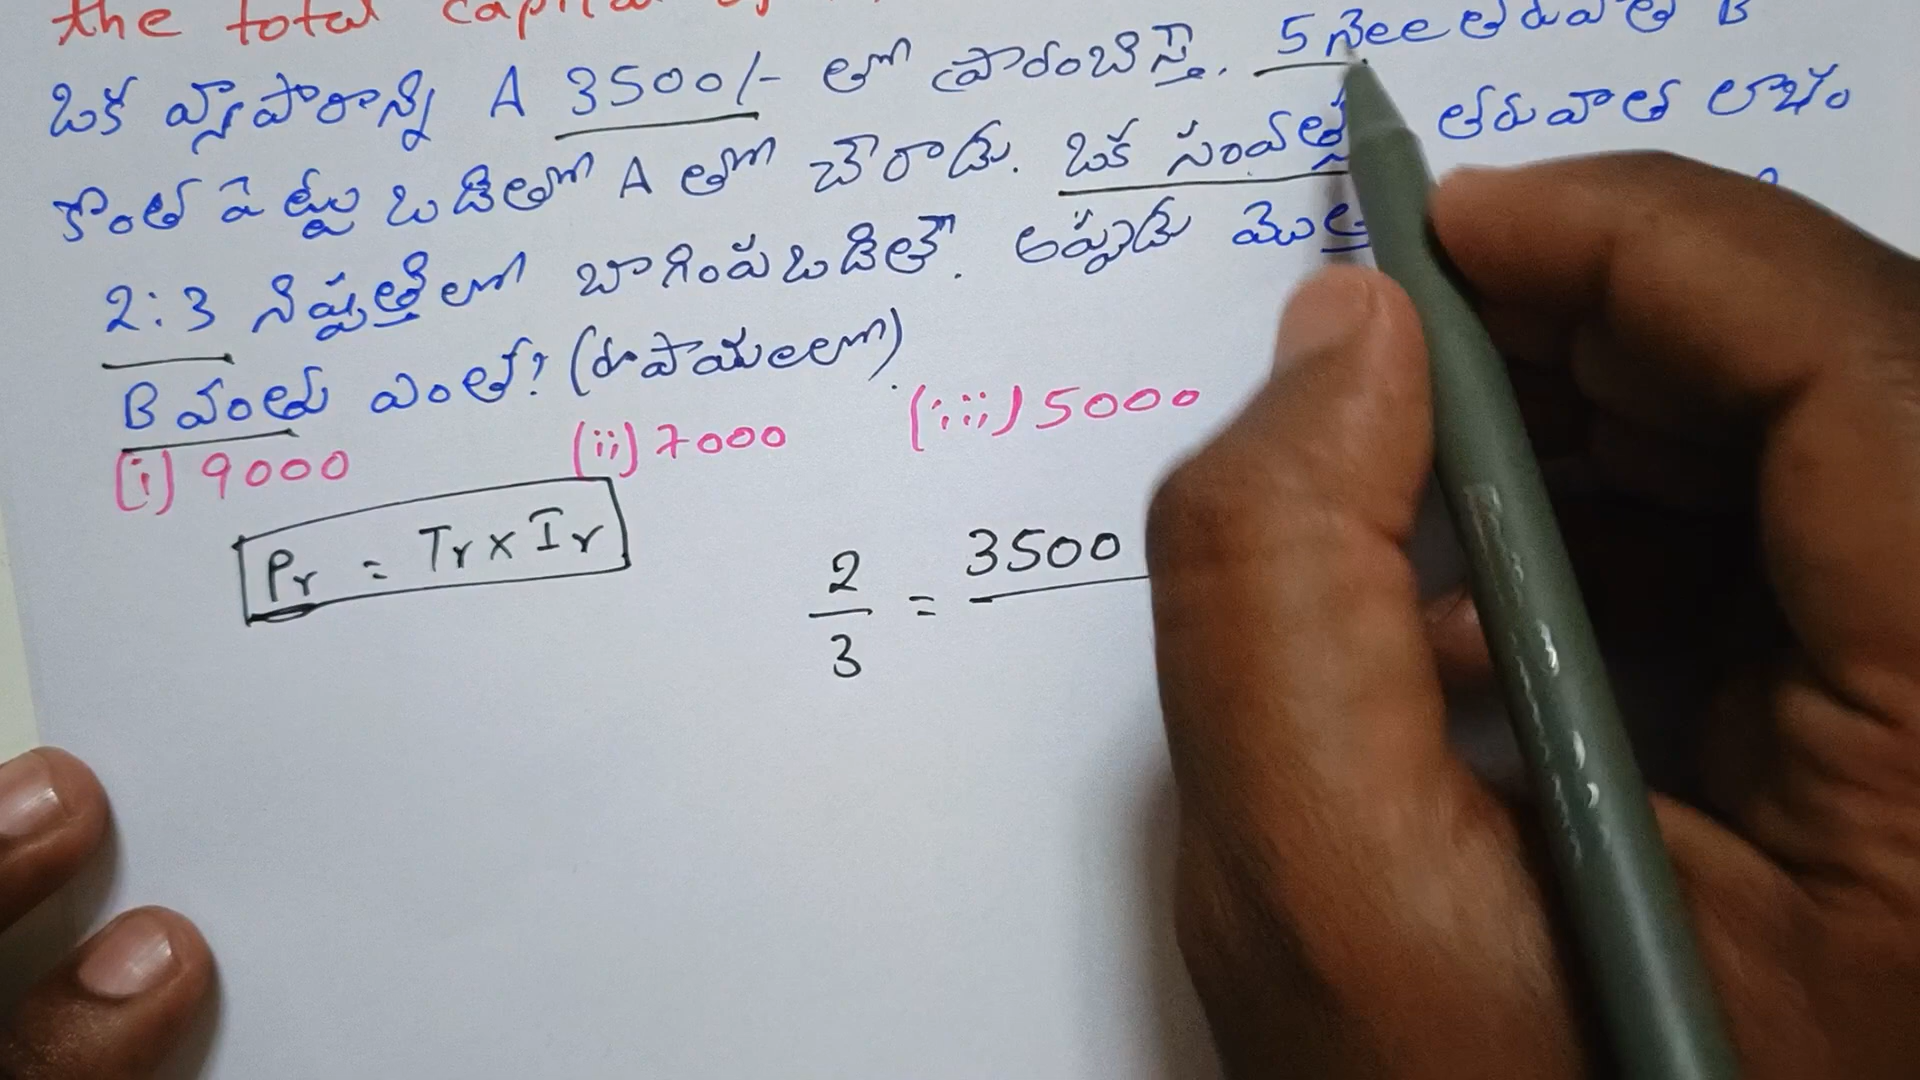 the total capital
ఒక వ్యాపారాన్ని A 3500/- తో ప్రారంబిస్తే. 5 నెలల తరువాత B
కొంత పెట్టుబడితో A తో చేరాడు. ఒక సంవత్స తరువాత లాభం
2:3 నిష్పత్తిలో బాగింపబడితే. అప్పుడు
B వంతు ఎంత? (రూపాయలలో).
(i) 9000 (ii) 7000 (iii) 5000
Pr = Tr x Ir
2/3 = 3500